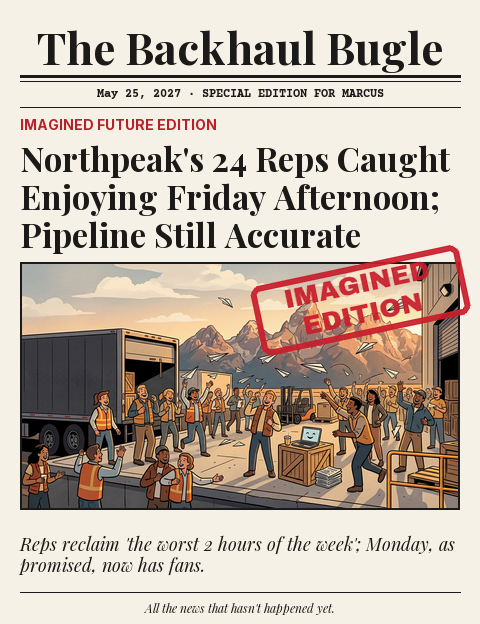 The Backhaul Bugle
May 25, 2027 · SPECIAL EDITION FOR MARCUS
IMAGINED FUTURE EDITION
Northpeak's 24 Reps Caught
Enjoying Friday Afternoon;
Pipeline Still Accurate
IMAGINED
EDITION
Reps reclaim 'the worst 2 hours of the week'; Monday, as
promised, now has fans.
All the news that hasn't happened yet.